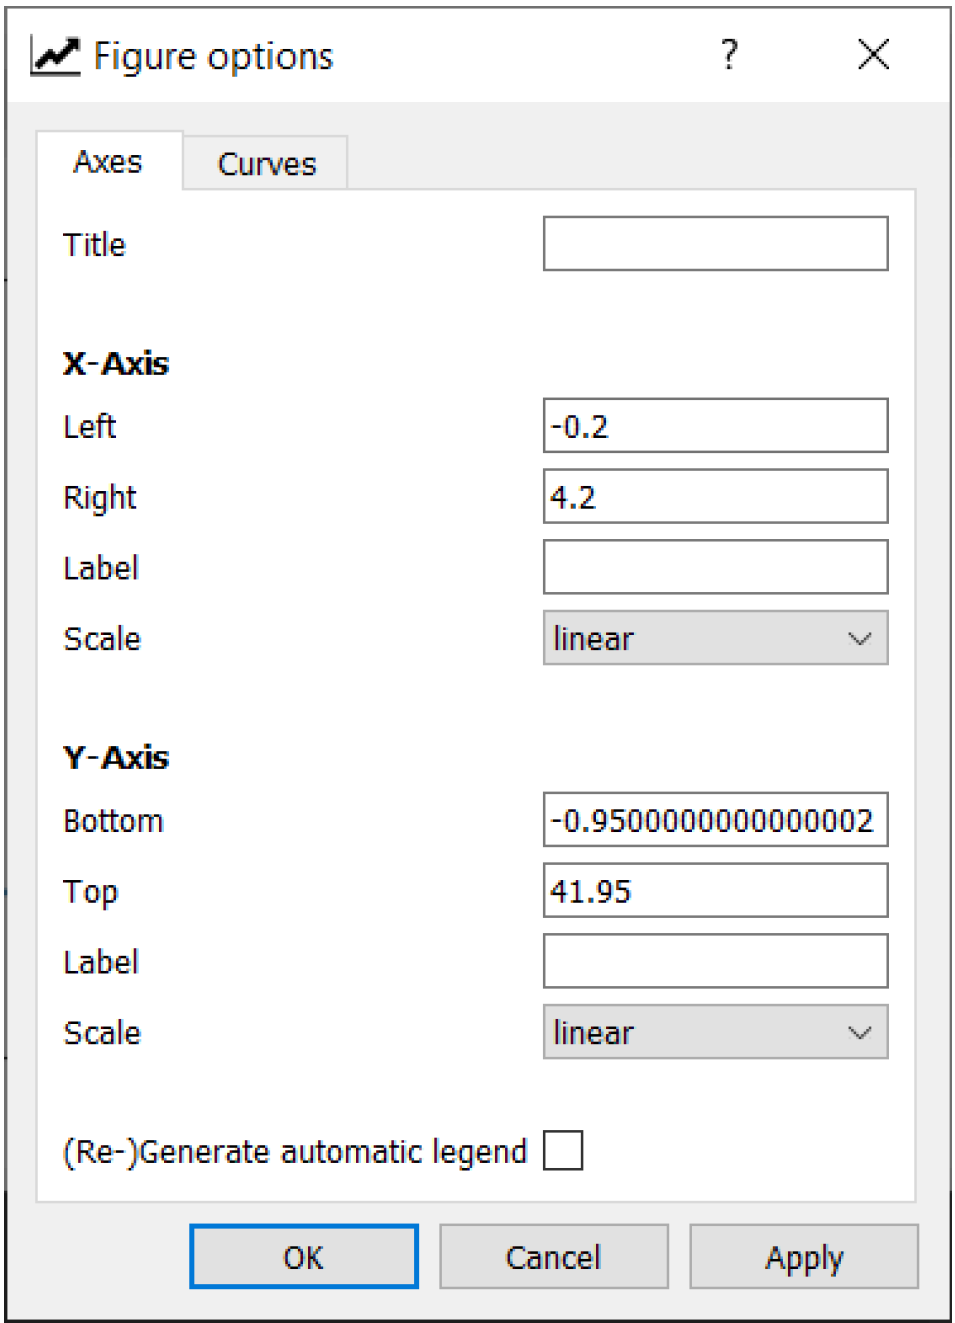 Figure options ?
Axes Curves
Title
X-Axis
Left -0.2
Right 4.2
Label
Scale linear
Y-Axis
Bottom -0.9500000000000002
Top 41.95
Label
Scale linear
(Re-)Generate automatic legend
OK Cancel Apply